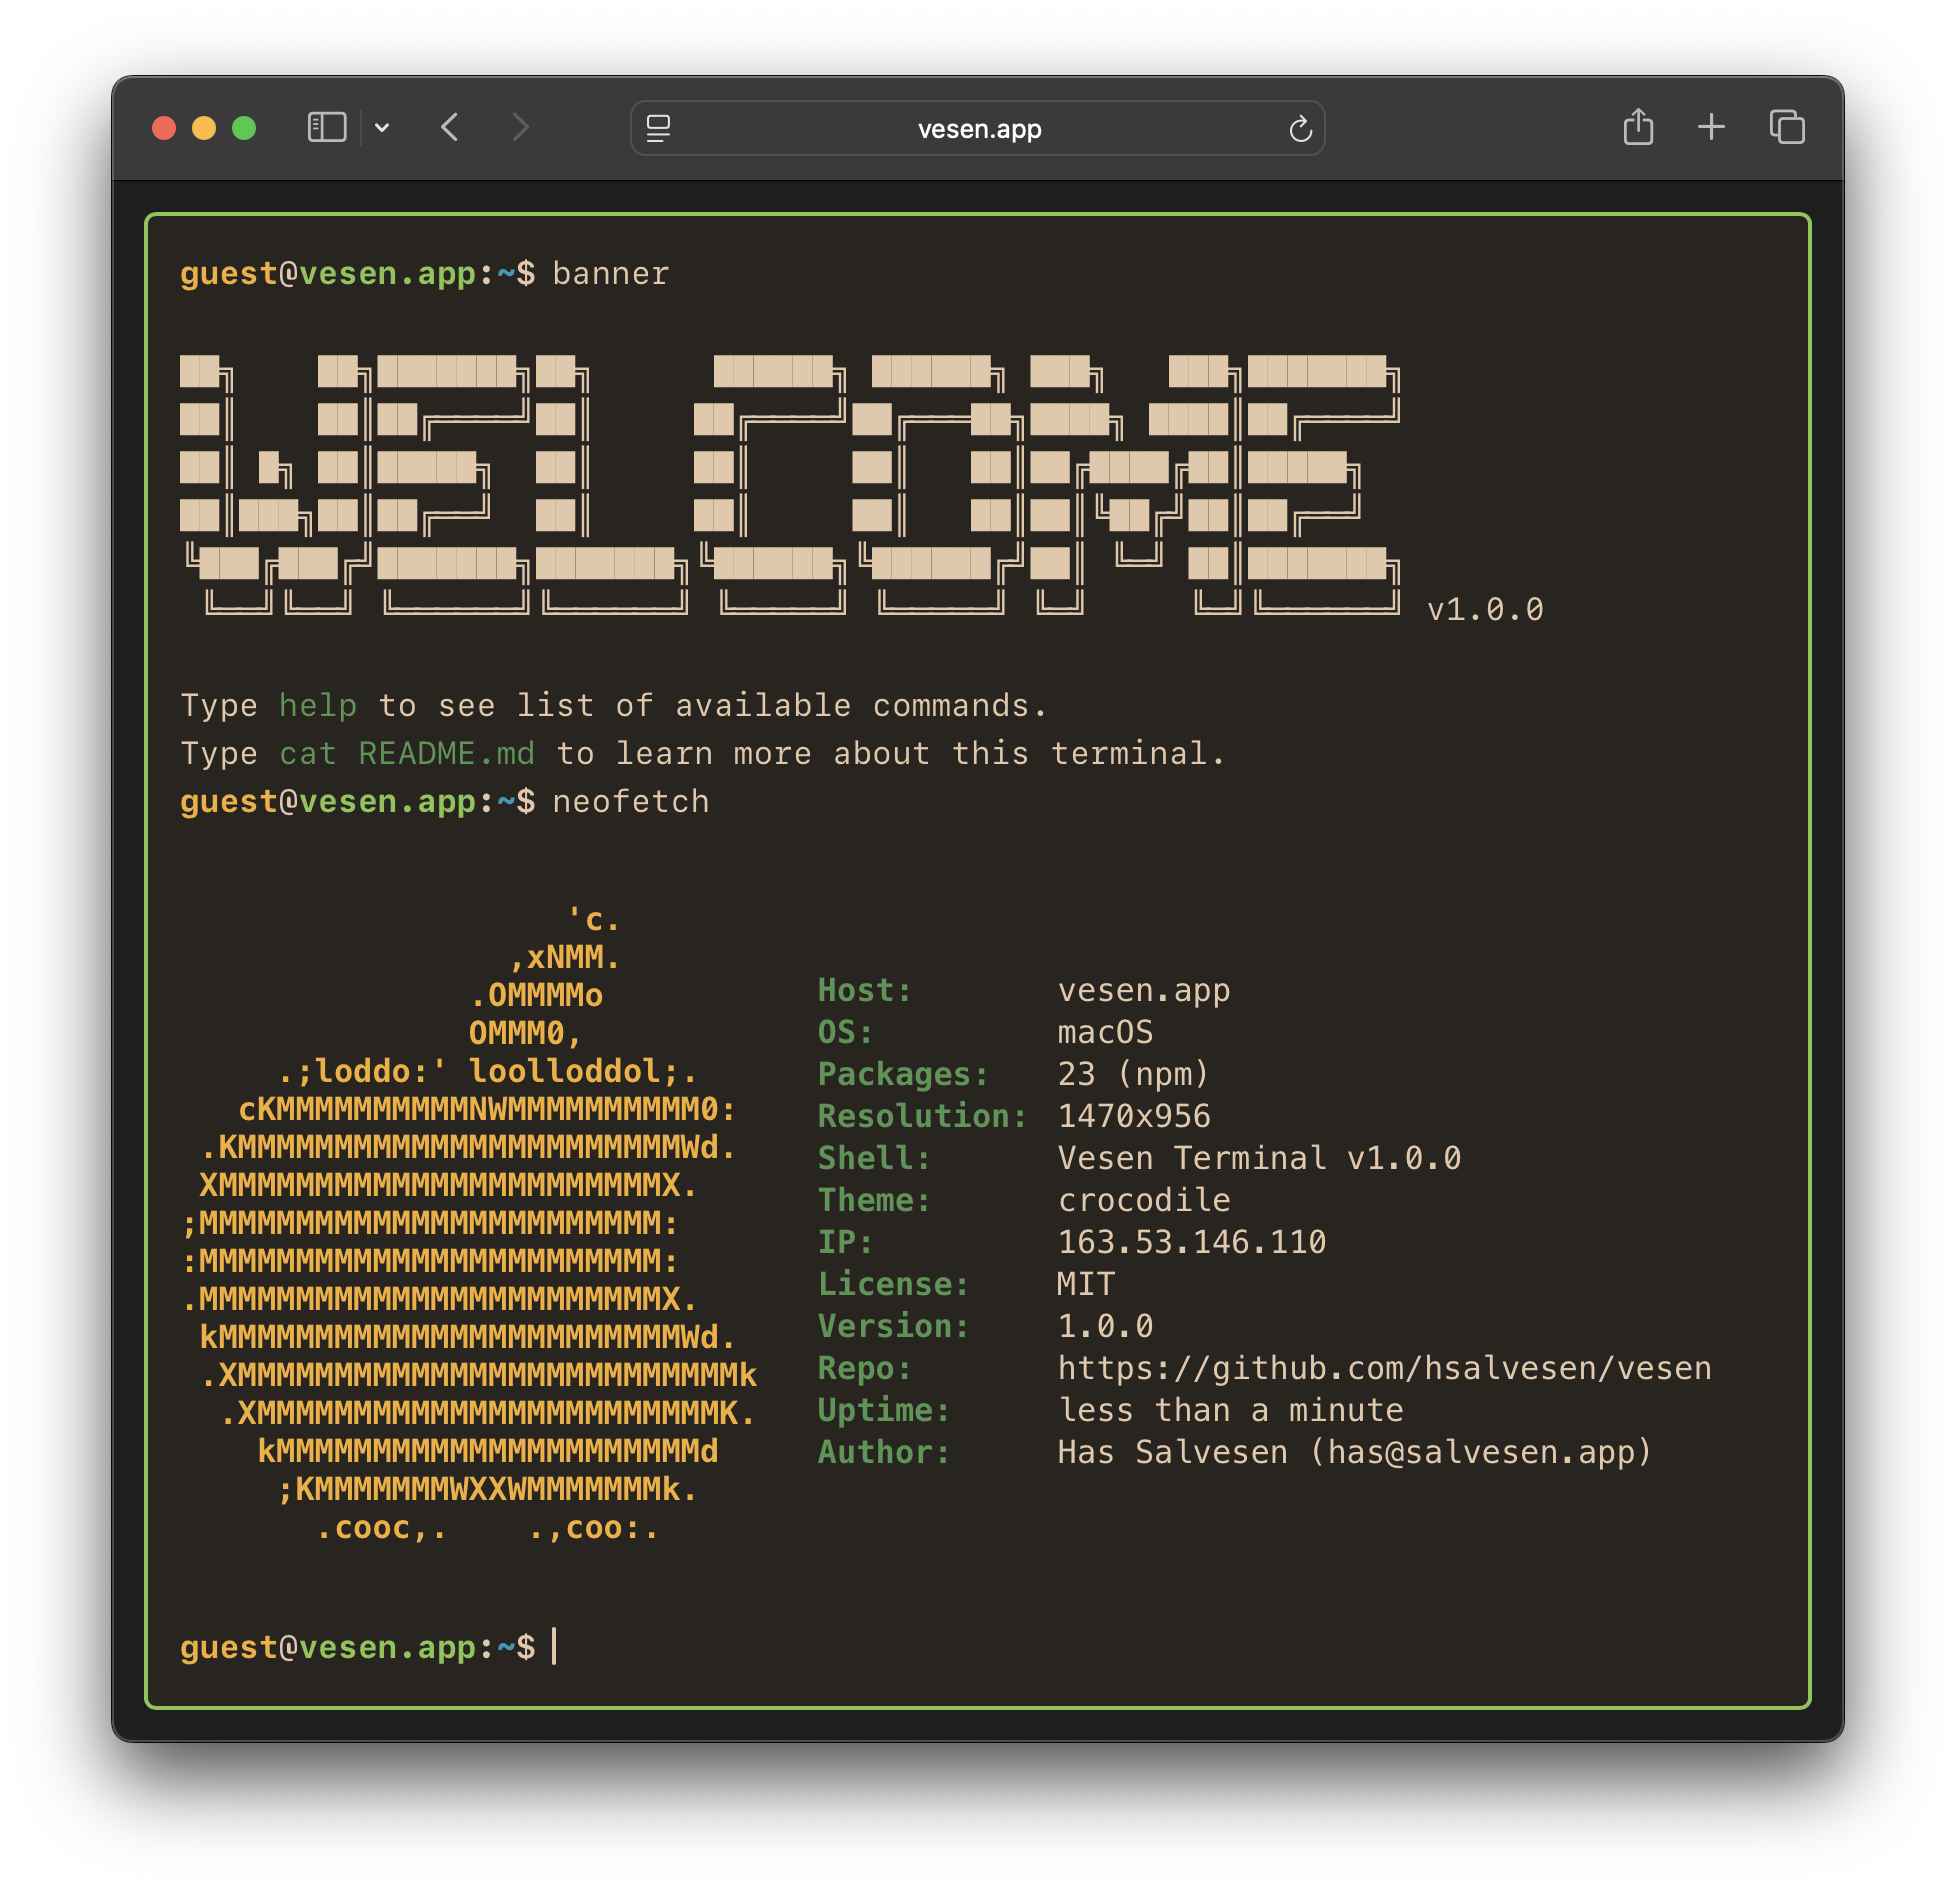 vesen.app
guest@vesen.app:~$ banner
WELCOME
v1.0.0
Type help to see list of available commands.
Type cat README.md to learn more about this terminal.
guest@vesen.app:~$ neofetch
'c.
,xNMM.
.OMMMMo
OMMM0,
.;loddo:' loolloddol;.
cKMMMMMMMMMMNWMMMMMMMMMM0:
.KMMMMMMMMMMMMMMMMMMMMMMMWd.
XMMMMMMMMMMMMMMMMMMMMMMMX.
;MMMMMMMMMMMMMMMMMMMMMMMM:
:MMMMMMMMMMMMMMMMMMMMMMMM:
.MMMMMMMMMMMMMMMMMMMMMMMMX.
kMMMMMMMMMMMMMMMMMMMMMMMMWd.
.XMMMMMMMMMMMMMMMMMMMMMMMMMMk
.XMMMMMMMMMMMMMMMMMMMMMMMMK.
kMMMMMMMMMMMMMMMMMMMMMMd
;KMMMMMMMWXXWMMMMMMMk.
.cooc,. .,coo:.
Host: vesen.app
OS: macOS
Packages: 23 (npm)
Resolution: 1470x956
Shell: Vesen Terminal v1.0.0
Theme: crocodile
IP: 163.53.146.110
License: MIT
Version: 1.0.0
Repo: https://github.com/hsalvesen/vesen
Uptime: less than a minute
Author: Has Salvesen (has@salvesen.app)
guest@vesen.app:~$